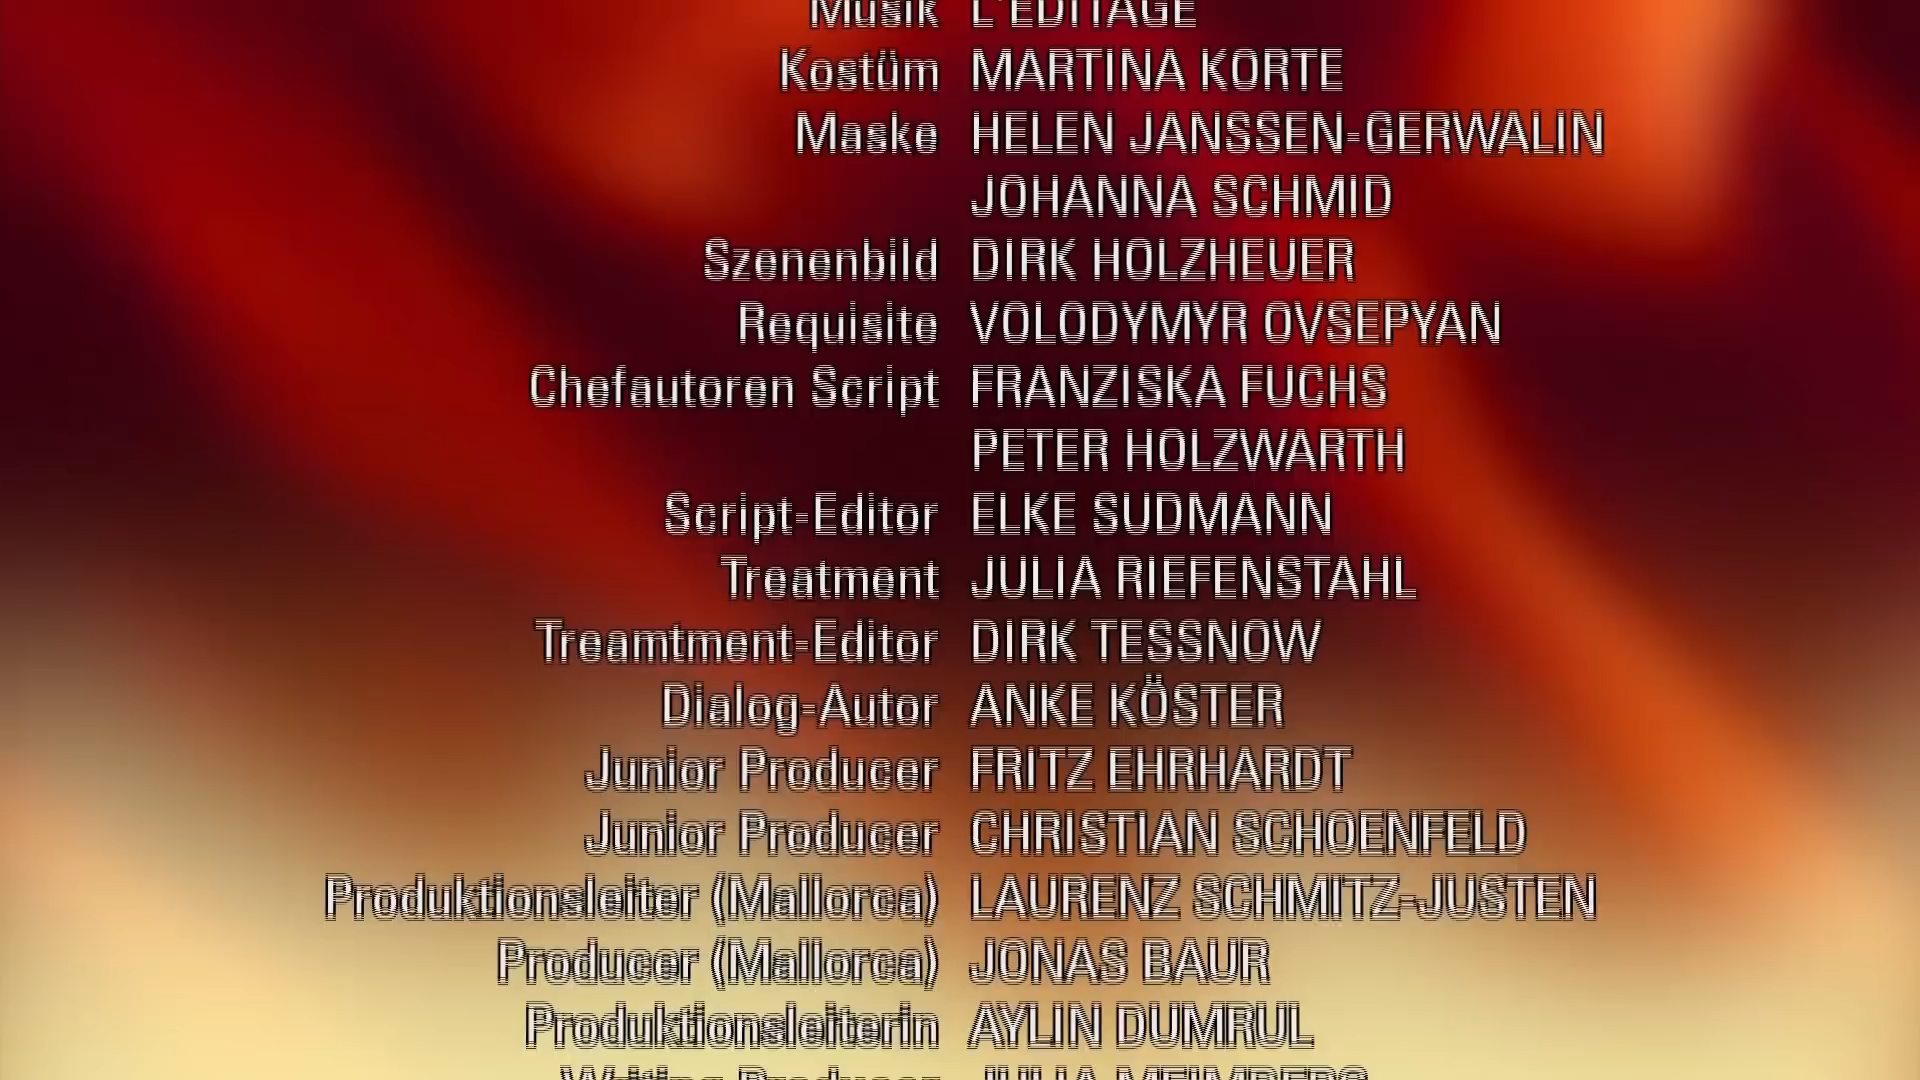 Musik L'EDITAGE
Kostüm MARTINA KORTE
Maske HELEN JANSSEN-GERWALIN
JOHANNA SCHMID
Szenenbild DIRK HOLZHEUER
Requisite VOLODYMYR OVSEPYAN
Chefautoren Script FRANZISKA FUCHS
PETER HOLZWARTH
Script-Editor ELKE SUDMANN
Treatment JULIA RIEFENSTAHL
Treamtment-Editor DIRK TESSNOW
Dialog-Autor ANKE KÖSTER
Junior Producer FRITZ EHRHARDT
Junior Producer CHRISTIAN SCHOENFELD
Produktionsleiter (Mallorca) LAURENZ SCHMITZ-JUSTEN
Producer (Mallorca) JONAS BAUR
Produktionsleiterin AYLIN DUMRUL
Writing Producer JULIA